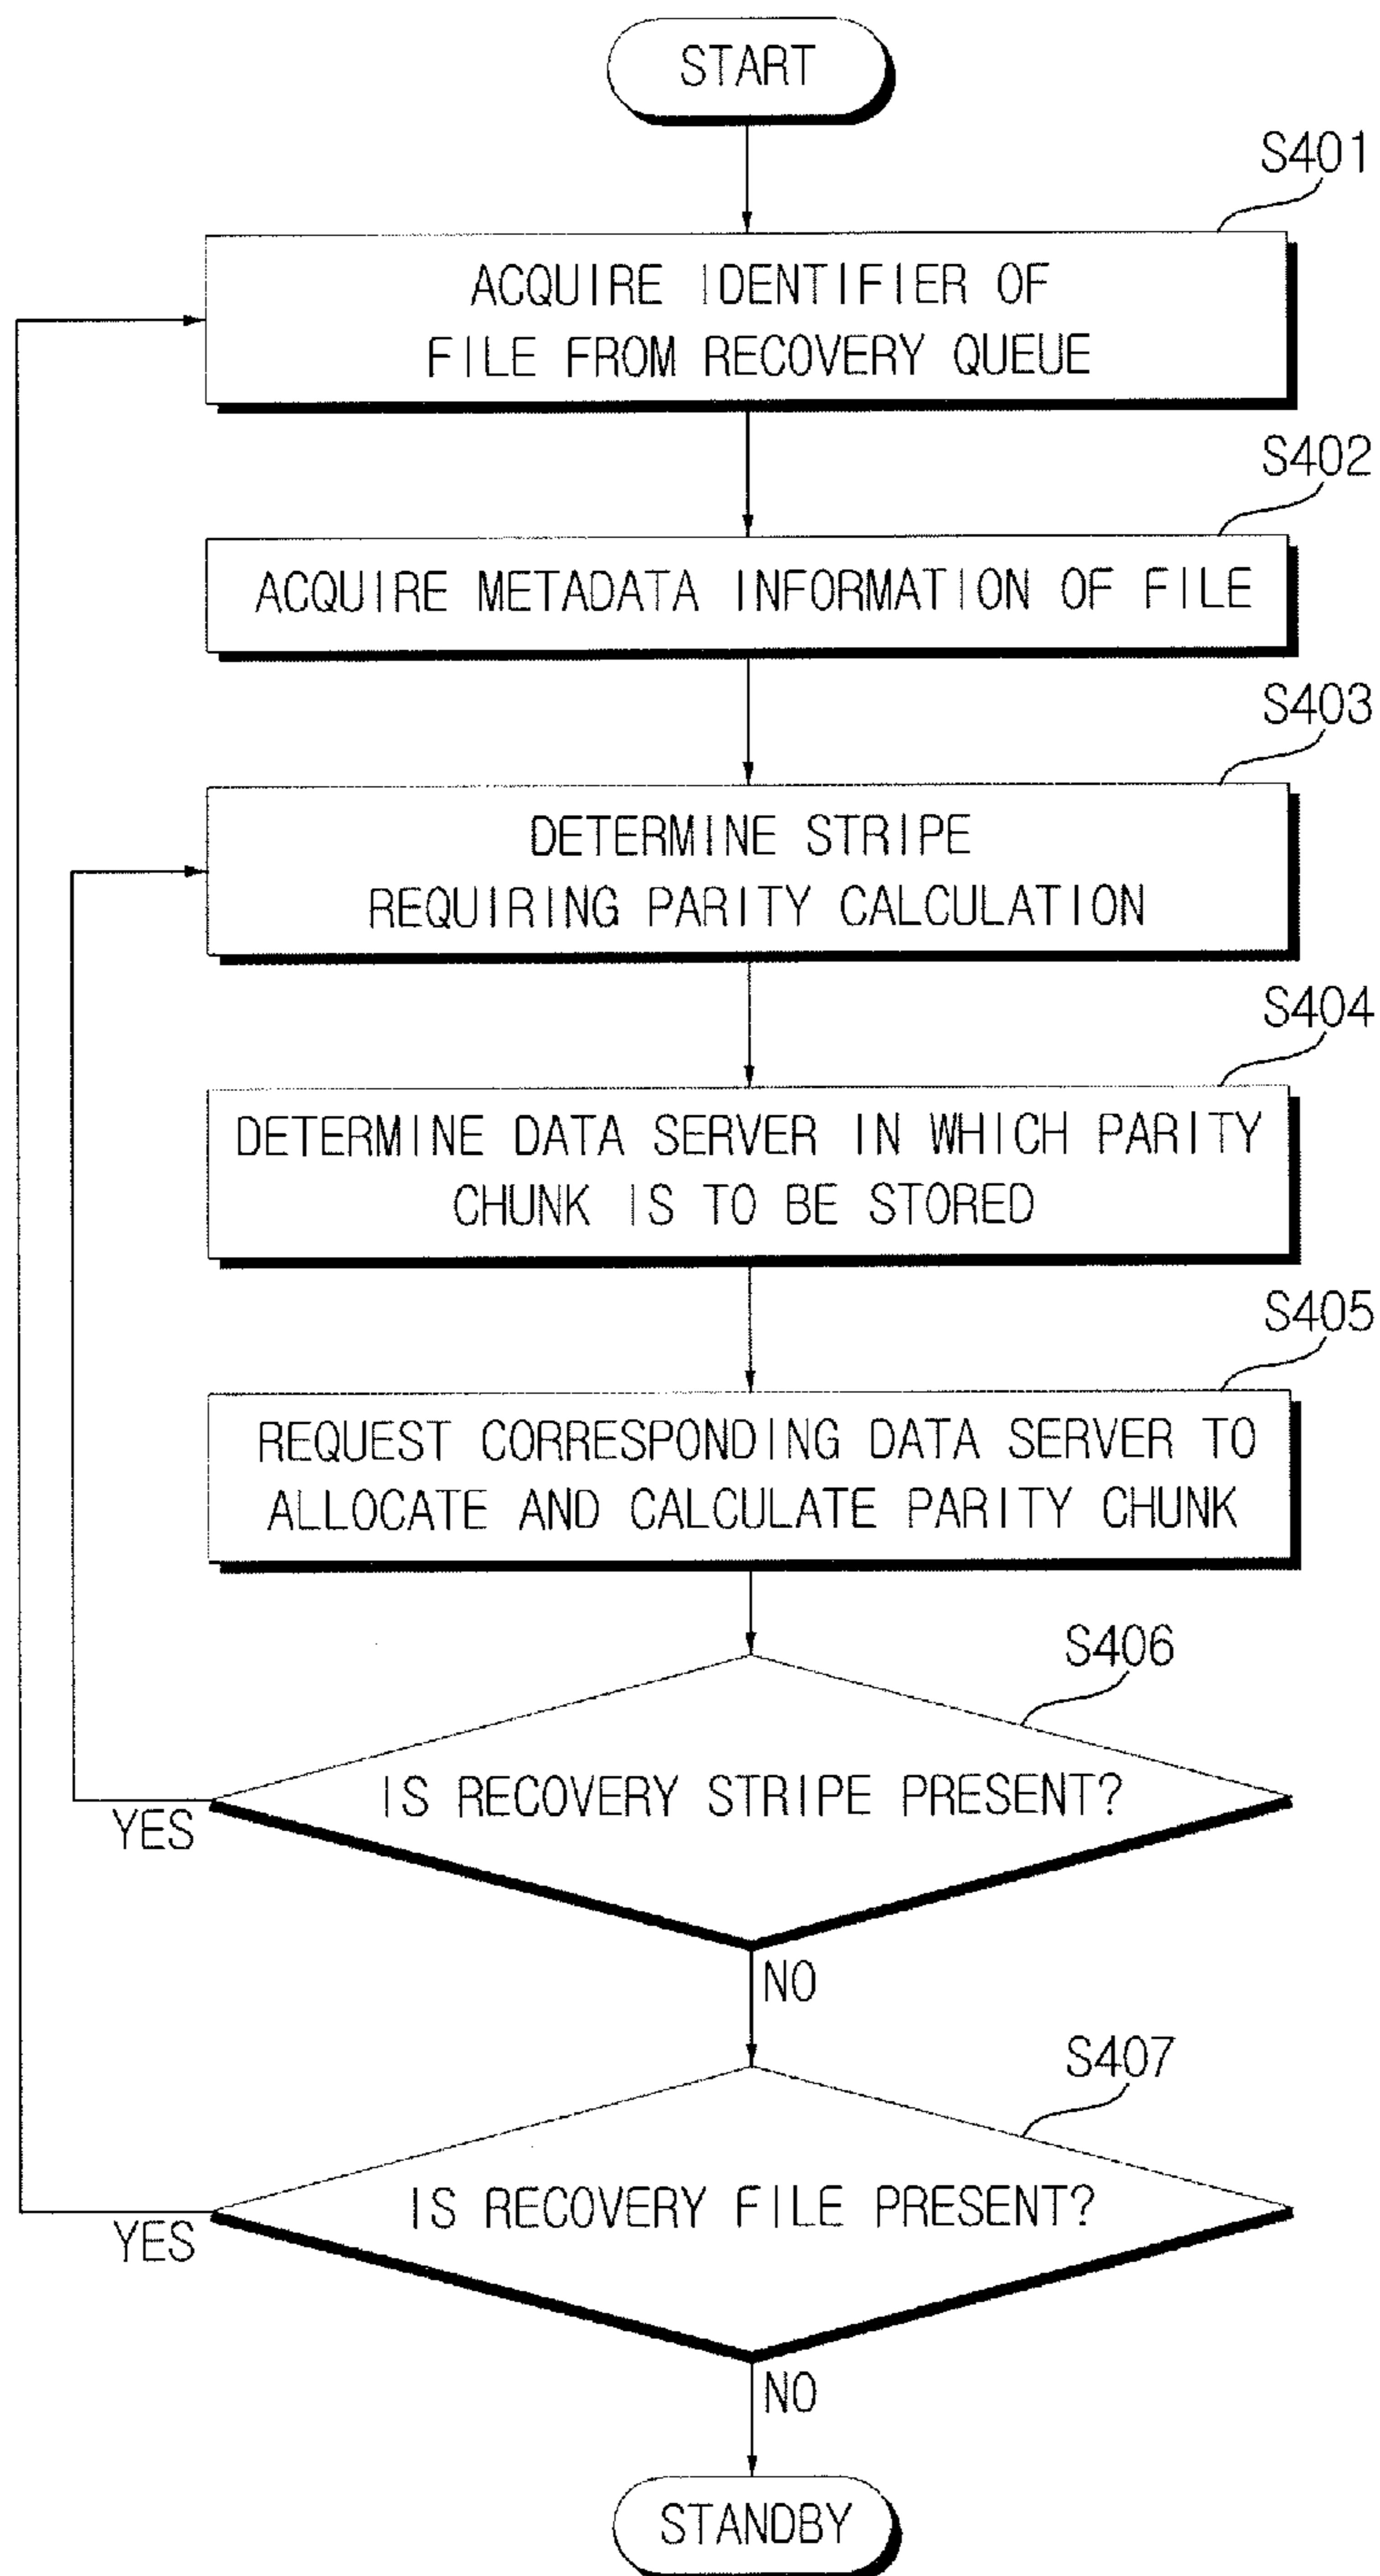 START
S401
ACQUIRE IDENTIFIER OF
FILE FROM RECOVERY QUEUE
S402
ACQUIRE METADATA INFORMATION OF FILE
S403
DETERMINE STRIPE
REQUIRING PARITY CALCULATION
S404
DETERMINE DATA SERVER IN WHICH PARITY
CHUNK IS TO BE STORED
S405
REQUEST CORRESPONDING DATA SERVER TO
ALLOCATE AND CALCULATE PARITY CHUNK
S406
IS RECOVERY STRIPE PRESENT?
YES
NO
S407
IS RECOVERY FILE PRESENT?
YES
NO
STANDBY